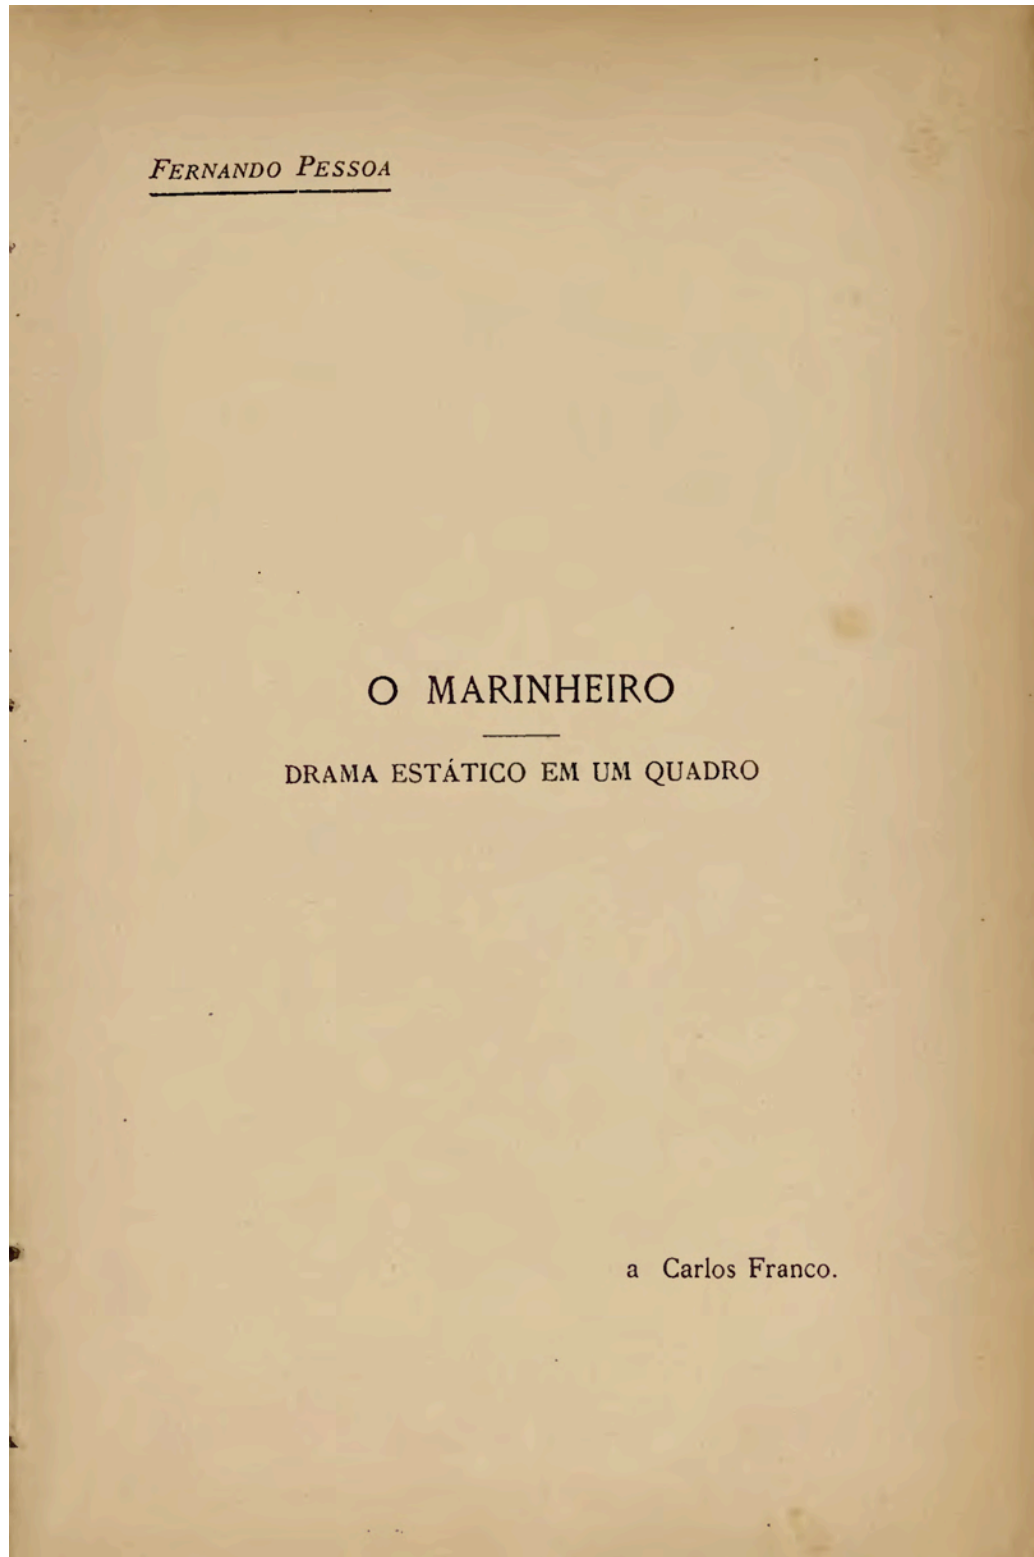 FERNANDO PESSOA
O MARINHEIRO
DRAMA ESTÁTICO EM UM QUADRO
a Carlos Franco.